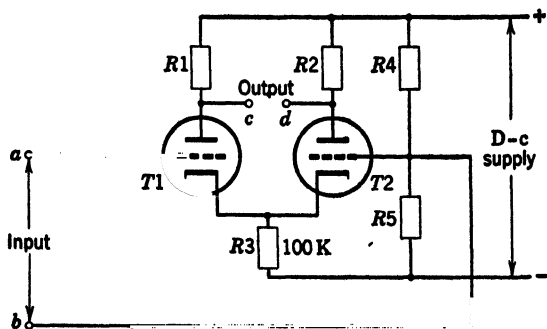 +
R1
R2
R4
Output
c
d
D-c
supply
a
T1
T2
R5
Input
R3
100 K
−
b